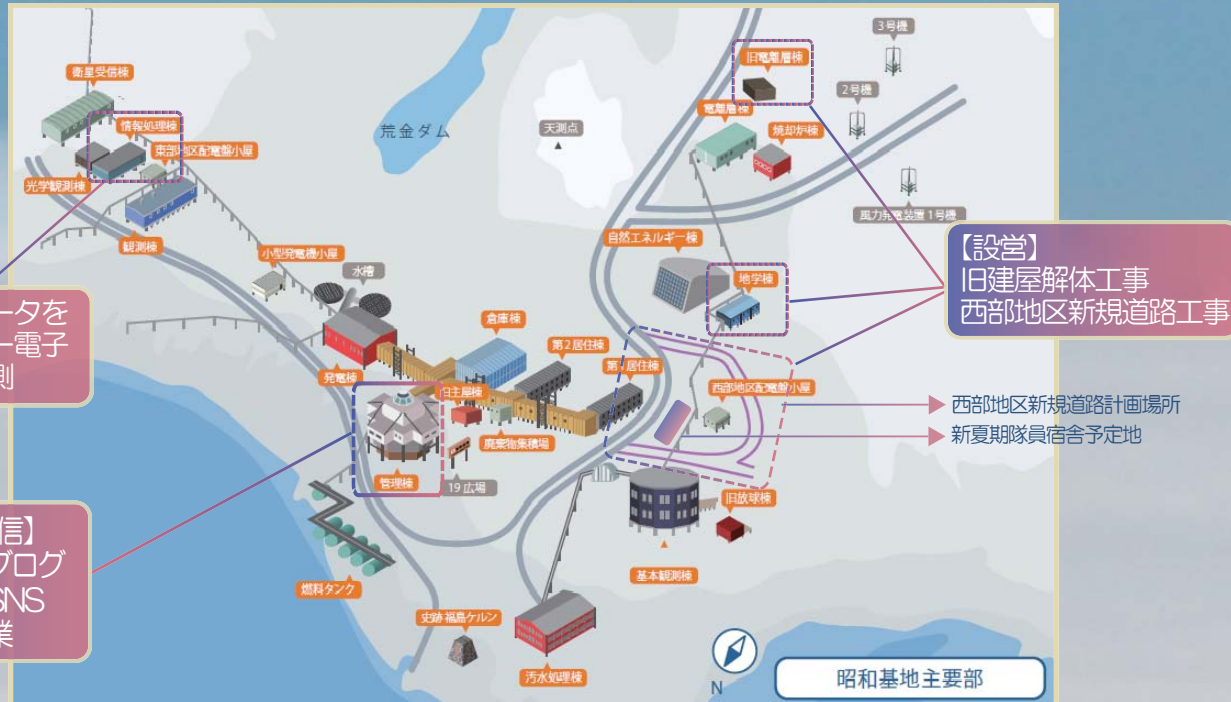 3号機
旧電離層棟
衛星受信棟
2号機
電離層棟
天測点
焼却炉棟
情報処理棟
荒金ダム
東部地区配電盤小屋
光学観測棟
風力発電装置 1号機
観測棟
自然エネルギー棟
小型発電機小屋
水槽
地学棟
【設営】
旧建屋解体工事
西部地区新規道路工事
ータを
ー電子
測
倉庫棟
第2居住棟
第1居住棟
発電棟
西部地区配電盤小屋
旧主屋棟
西部地区新規道路計画場所
新夏期隊員宿舎予定地
廃棄物集積場
管理棟
19広場
旧放球棟
信】
ブログ
SNS
業
基本観測棟
燃料タンク
史跡 福島ケルン
汚水処理棟
N
昭和基地主要部